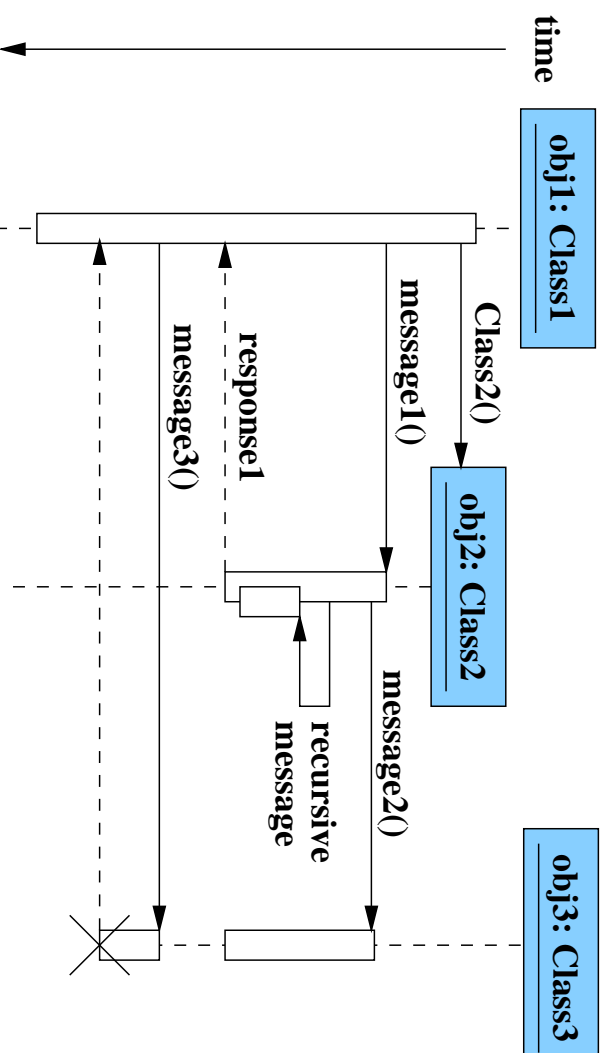 time
obj1: Class1
obj2: Class2
obj3: Class3
Class2()
message1()
message2()
recursive
message
response1
message3()